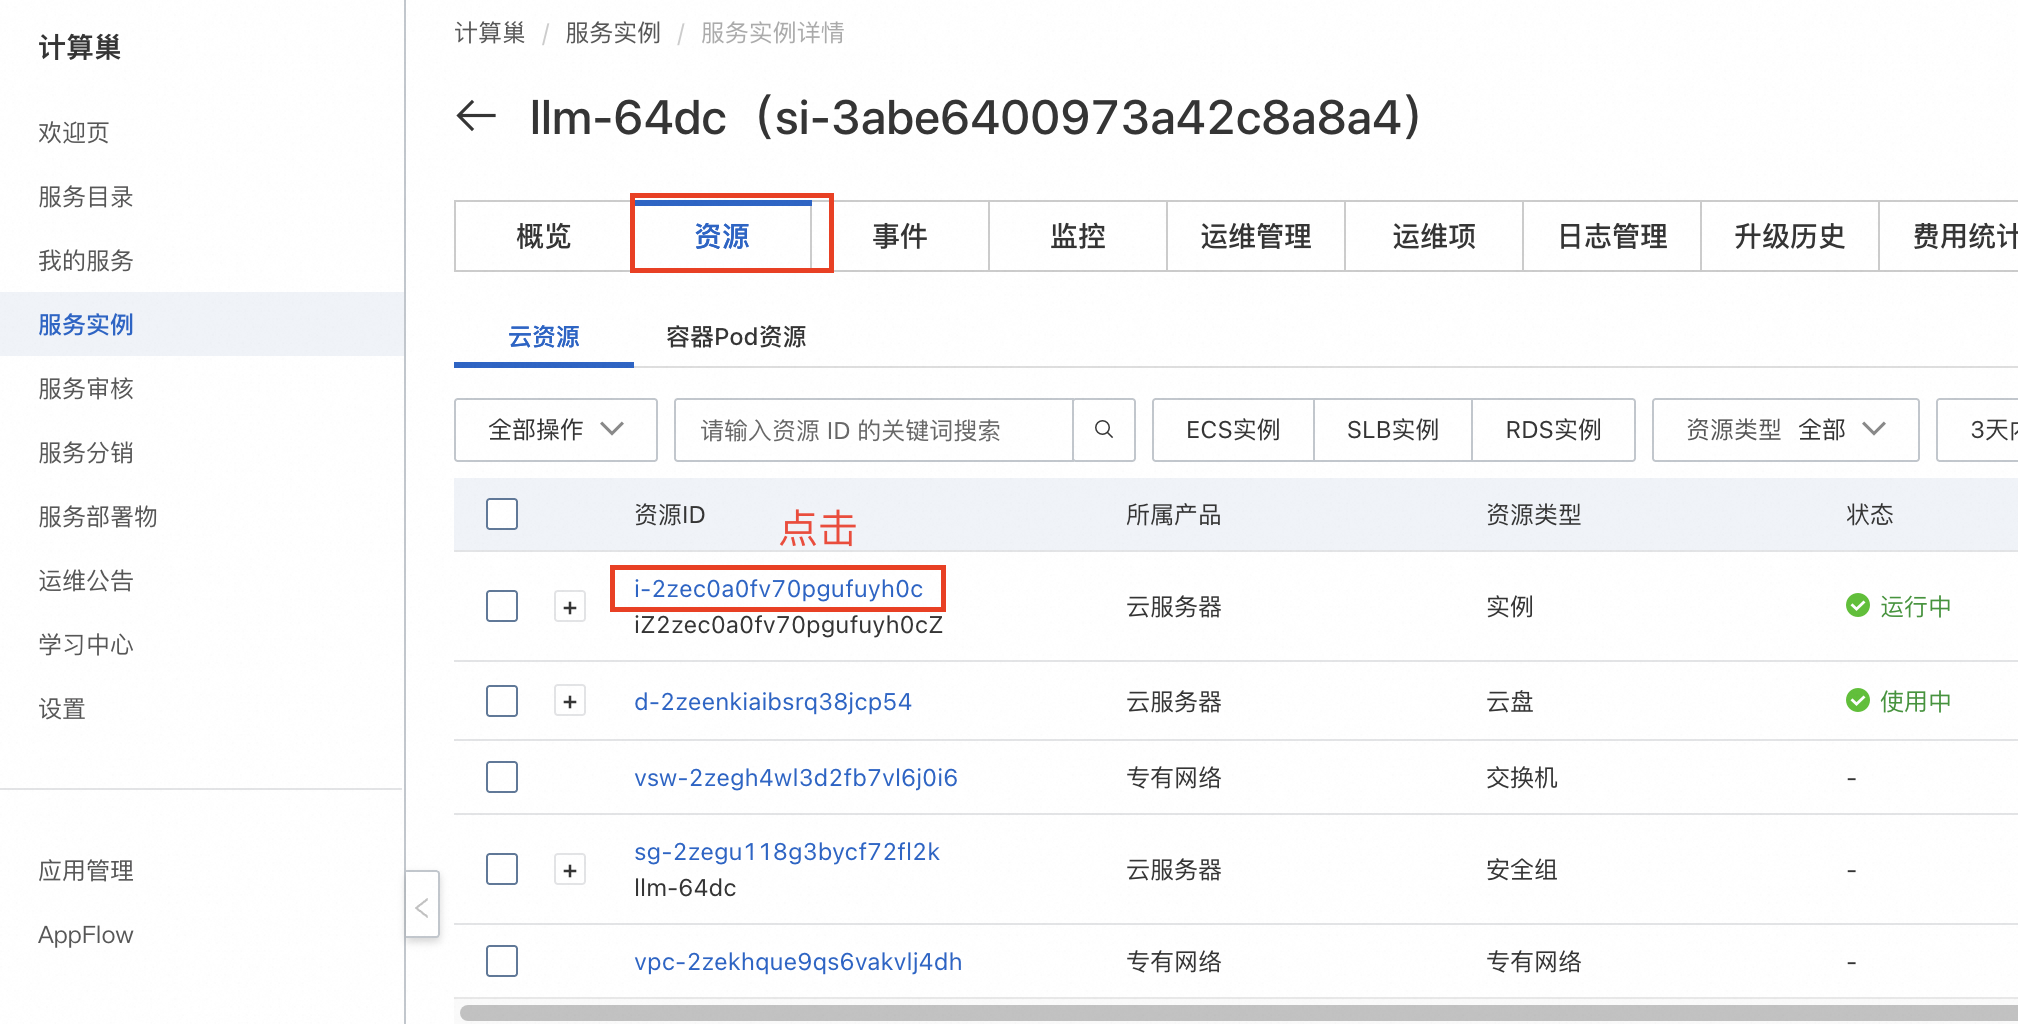 计算巢
欢迎页
服务目录
我的服务
服务实例
服务审核
服务分销
服务部署物
运维公告
学习中心
设置
应用管理
AppFlow
计算巢 / 服务实例 / 服务实例详情
llm-64dc（si-3abe6400973a42c8a8a4）
概览 资源 事件 监控 运维管理 运维项 日志管理 升级历史 费用统计
云资源 容器Pod资源
全部操作 请输入资源 ID 的关键词搜索 ECS实例 SLB实例 RDS实例 资源类型 全部 3天内
资源ID 所属产品 资源类型 状态
点击
i-2zec0a0fv70pgufuyh0c
iZ2zec0a0fv70pgufuyh0cZ
云服务器 实例 运行中
d-2zeenkiaibsrq38jcp54 云服务器 云盘 使用中
vsw-2zegh4wl3d2fb7vl6j0i6 专有网络 交换机 -
sg-2zegu118g3bycf72fl2k
llm-64dc
云服务器 安全组 -
vpc-2zekhque9qs6vakvlj4dh 专有网络 专有网络 -